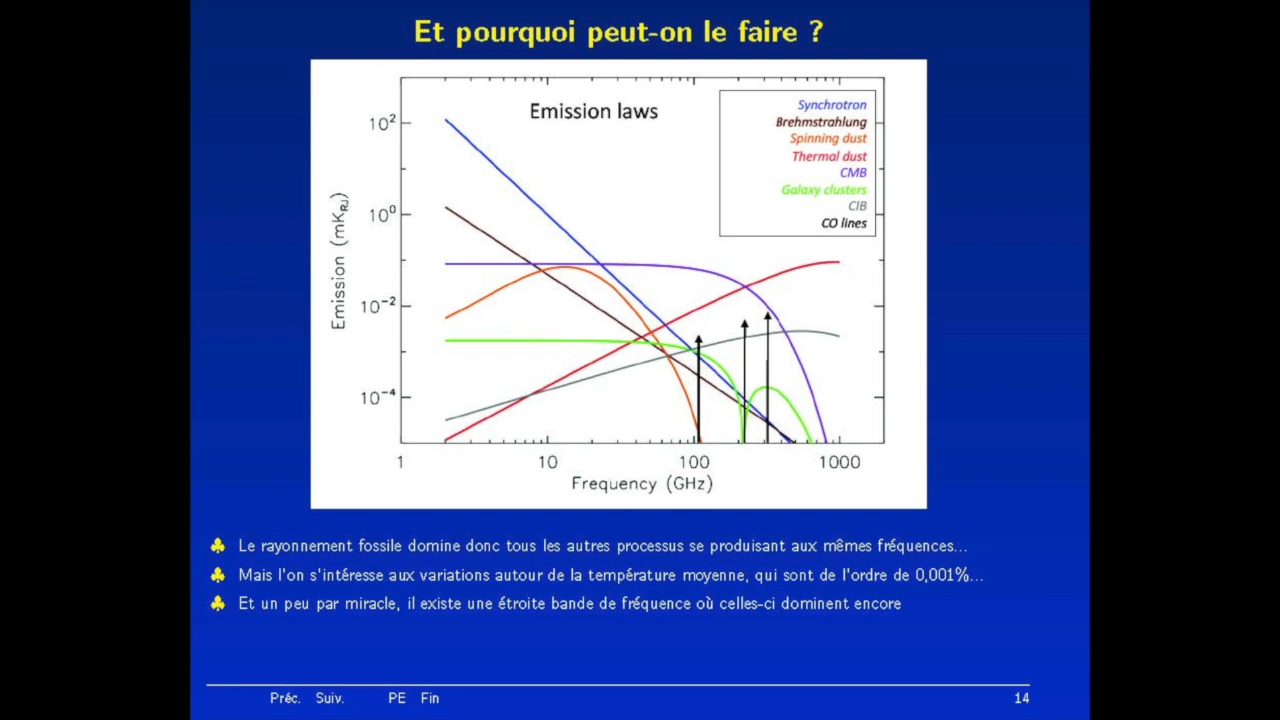 Et pourquoi peut-on le faire ?
Emission laws
Synchrotron
Brehmstrahlung
Spinning dust
Thermal dust
CMB
Galaxy clusters
CIB
CO lines
10²
10⁰
10⁻²
10⁻⁴
Emission (mK_RJ)
1 10 100 1000
Frequency (GHz)
♣ Le rayonnement fossile domine donc tous les autres processus se produisant aux mêmes fréquences...
♣ Mais l'on s'intéresse aux variations autour de la température moyenne, qui sont de l'ordre de 0,001%...
♣ Et un peu par miracle, il existe une étroite bande de fréquence où celles-ci dominent encore
Préc. Suiv. PE Fin 14